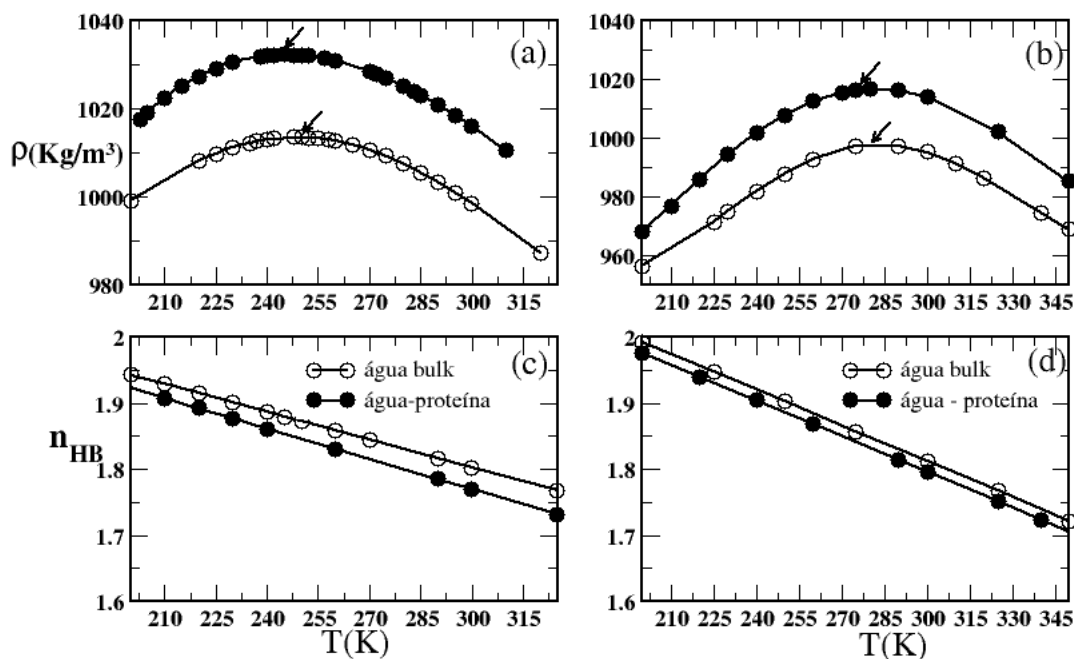 1040
1020
1000
980
ρ(Kg/m³)
(a)
210 225 240 255 270 285 300 315
1040
1020
1000
980
960
(b)
210 225 240 255 270 285 300 315 330 345
2
1.9
1.8
1.7
1.6
n_HB
água bulk
água-proteína
(c)
210 225 240 255 270 285 300 315
T(K)
2
1.9
1.8
1.7
1.6
água bulk
água - proteína
(d)
210 225 240 255 270 285 300 315 330 345
T(K)